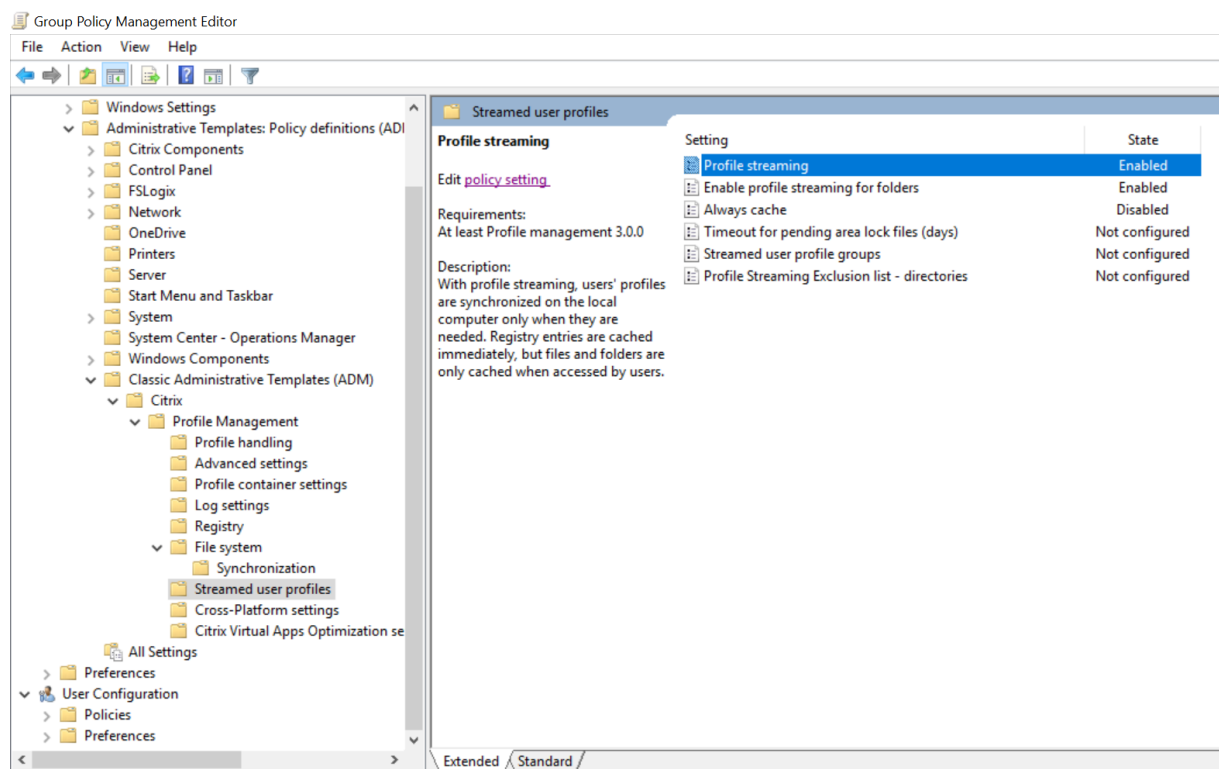 Group Policy Management Editor
File Action View Help
Windows Settings
Administrative Templates: Policy definitions (ADI
Citrix Components
Control Panel
FSLogix
Network
OneDrive
Printers
Server
Start Menu and Taskbar
System
System Center - Operations Manager
Windows Components
Classic Administrative Templates (ADM)
Citrix
Profile Management
Profile handling
Advanced settings
Profile container settings
Log settings
Registry
File system
Synchronization
Streamed user profiles
Cross-Platform settings
Citrix Virtual Apps Optimization se
All Settings
Preferences
User Configuration
Policies
Preferences
Streamed user profiles
Profile streaming
Edit policy setting
Requirements:
At least Profile management 3.0.0
Description:
With profile streaming, users' profiles
are synchronized on the local
computer only when they are
needed. Registry entries are cached
immediately, but files and folders are
only cached when accessed by users.
Setting State
Profile streaming Enabled
Enable profile streaming for folders Enabled
Always cache Disabled
Timeout for pending area lock files (days) Not configured
Streamed user profile groups Not configured
Profile Streaming Exclusion list - directories Not configured
Extended Standard